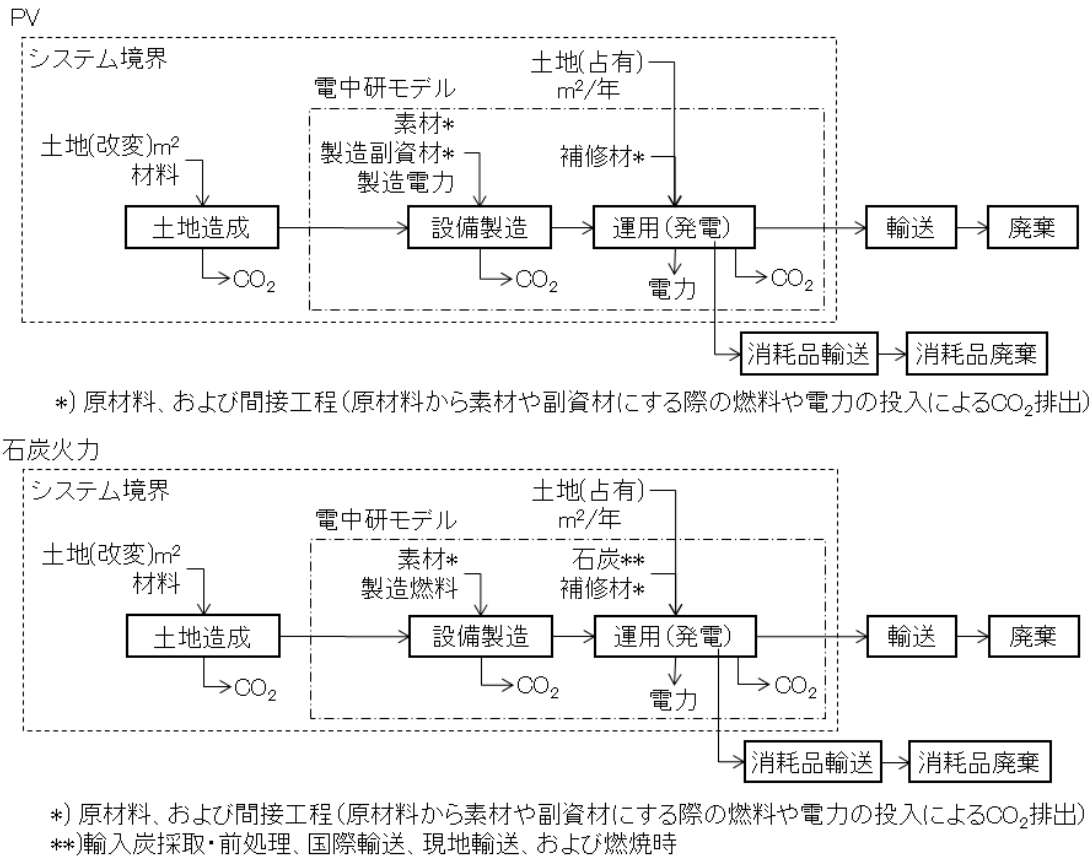 PV
システム境界
土地(占有)
m²/年
電中研モデル
素材*
製造副資材*
製造電力
土地(改変)m²
材料
補修材*
土地造成
設備製造
運用(発電)
輸送
廃棄
CO₂
CO₂
電力
CO₂
消耗品輸送
消耗品廃棄
*) 原材料、および間接工程(原材料から素材や副資材にする際の燃料や電力の投入によるCO₂排出)
石炭火力
システム境界
土地(占有)
m²/年
電中研モデル
素材*
製造燃料
土地(改変)m²
材料
石炭**
補修材*
土地造成
設備製造
運用(発電)
輸送
廃棄
CO₂
CO₂
電力
CO₂
消耗品輸送
消耗品廃棄
*) 原材料、および間接工程(原材料から素材や副資材にする際の燃料や電力の投入によるCO₂排出)
**)輸入炭採取・前処理、国際輸送、現地輸送、および燃焼時